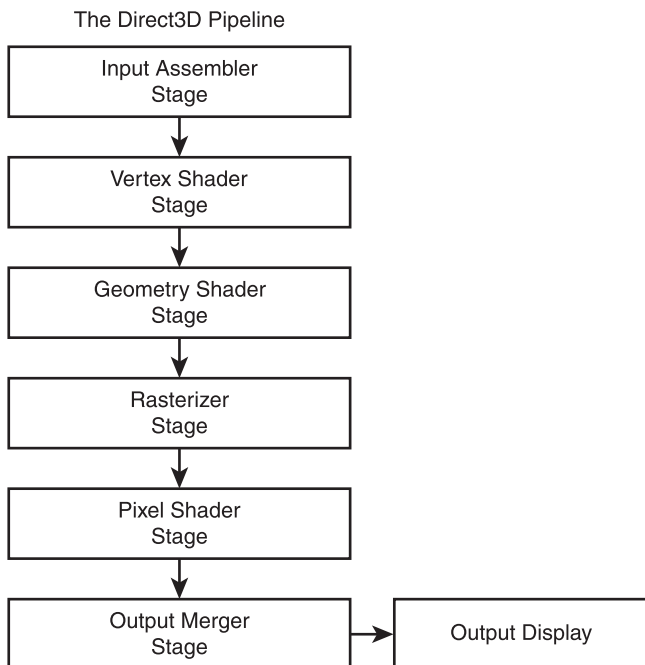 The Direct3D Pipeline
Input Assembler
Stage
Vertex Shader
Stage
Geometry Shader
Stage
Rasterizer
Stage
Pixel Shader
Stage
Output Merger
Stage
Output Display